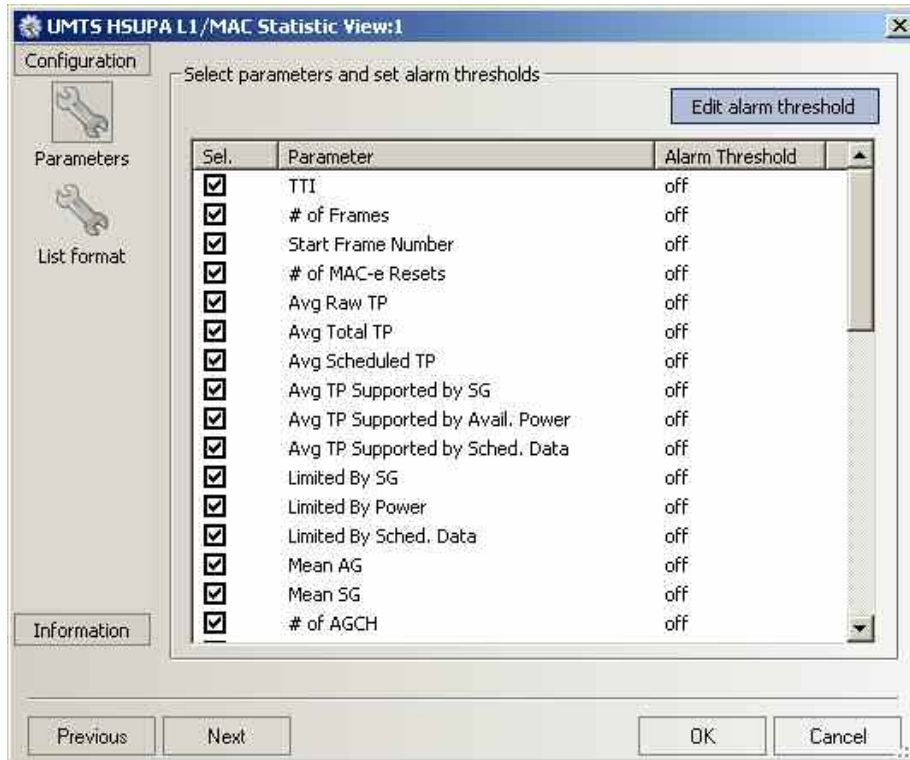 UMTS HSUPA L1/MAC Statistic View:1
Configuration
Parameters
List format
Information
Select parameters and set alarm thresholds
Edit alarm threshold
Sel. Parameter Alarm Threshold
TTI off
# of Frames off
Start Frame Number off
# of MAC-e Resets off
Avg Raw TP off
Avg Total TP off
Avg Scheduled TP off
Avg TP Supported by SG off
Avg TP Supported by Avail. Power off
Avg TP Supported by Sched. Data off
Limited By SG off
Limited By Power off
Limited By Sched. Data off
Mean AG off
Mean SG off
# of AGCH off
Previous Next OK Cancel